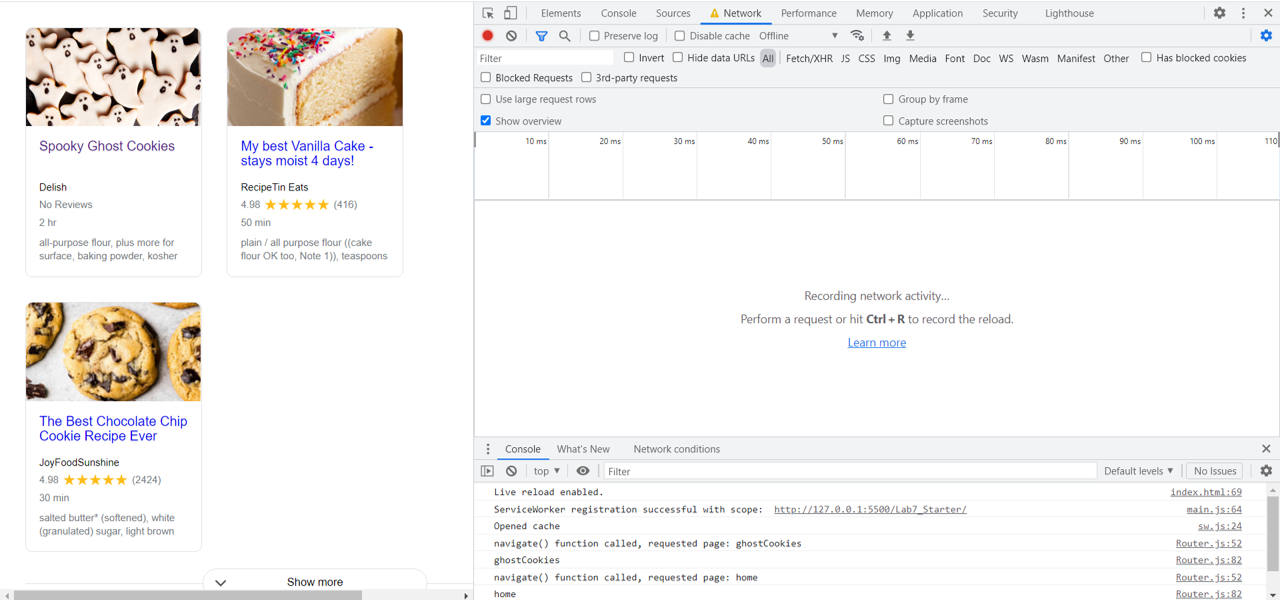 Spooky Ghost Cookies
Delish
No Reviews
2 hr
all-purpose flour, plus more for
surface, baking powder, kosher
My best Vanilla Cake -
stays moist 4 days!
RecipeTin Eats
4.98 ★★★★★ (416)
50 min
plain / all purpose flour ((cake
flour OK too, Note 1)), teaspoons
The Best Chocolate Chip
Cookie Recipe Ever
JoyFoodSunshine
4.98 ★★★★★ (2424)
30 min
salted butter* (softened), white
(granulated) sugar, light brown
Show more
Elements Console Sources Network Performance Memory Application Security Lighthouse
Preserve log Disable cache Offline
Filter Invert Hide data URLs All Fetch/XHR JS CSS Img Media Font Doc WS Wasm Manifest Other Has blocked cookies
Blocked Requests 3rd-party requests
Use large request rows Group by frame
Show overview Capture screenshots
10 ms 20 ms 30 ms 40 ms 50 ms 60 ms 70 ms 80 ms 90 ms 100 ms 110
Recording network activity...
Perform a request or hit Ctrl + R to record the reload.
Learn more
Console What's New Network conditions
top Filter Default levels No Issues
Live reload enabled. index.html:69
ServiceWorker registration successful with scope: http://127.0.0.1:5500/Lab7_Starter/ main.js:64
Opened cache sw.js:24
navigate() function called, requested page: ghostCookies Router.js:52
ghostCookies Router.js:82
navigate() function called, requested page: home Router.js:52
home Router.js:82